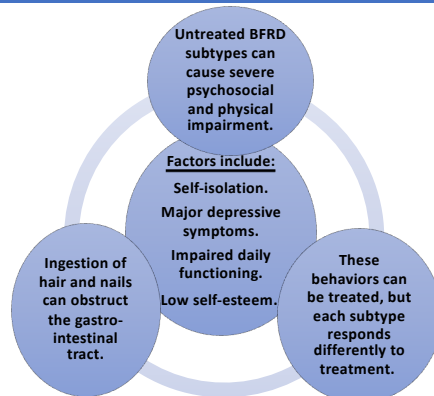 Untreated BFRD
subtypes can
cause severe
psychosocial
and physical
impairment.
Factors include:
Self-isolation.
Major depressive
symptoms.
Impaired daily
functioning.
Low self-esteem.
Ingestion of
hair and nails
can obstruct
the gastro-
intestinal
tract.
These
behaviors can
be treated, but
each subtype
responds
differently to
treatment.